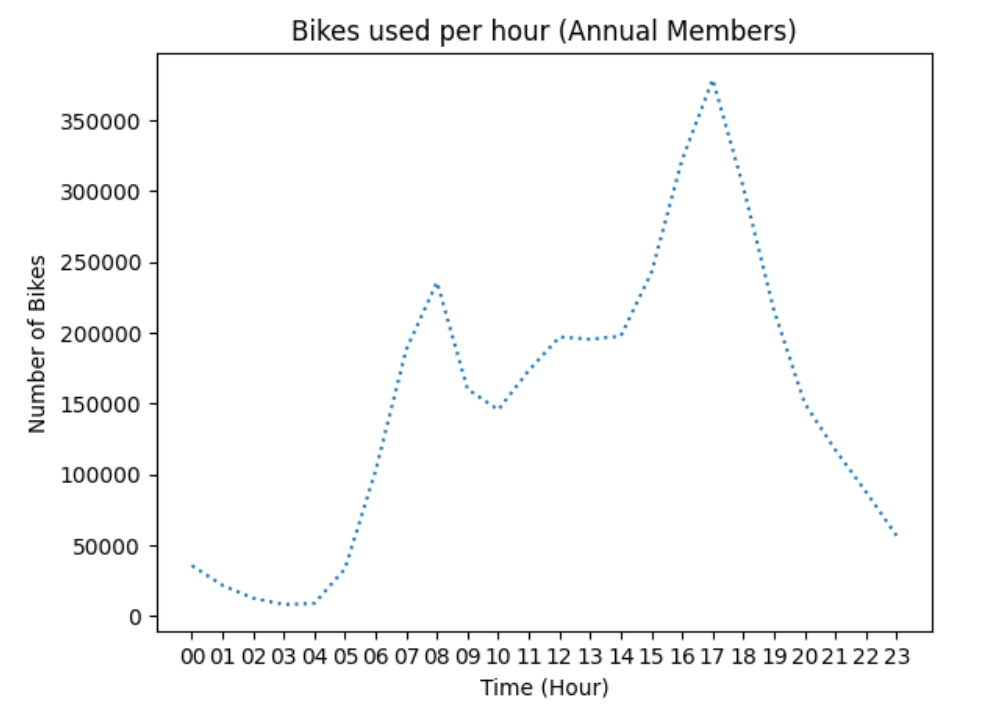 Bikes used per hour (Annual Members)
350000
300000
250000
200000
150000
100000
50000
0
Number of Bikes
00 01 02 03 04 05 06 07 08 09 10 11 12 13 14 15 16 17 18 19 20 21 22 23
Time (Hour)